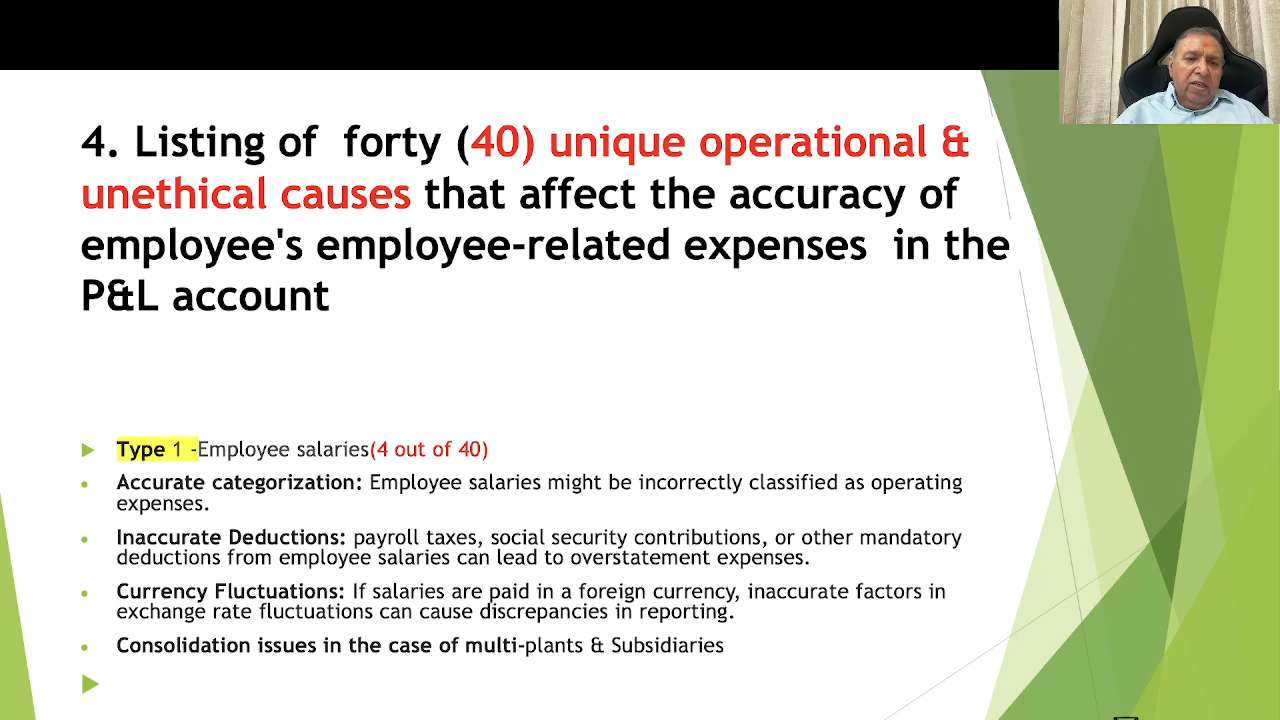 4. Listing of forty (40) unique operational &
unethical causes that affect the accuracy of
employee's employee-related expenses in the
P&L account
Type 1 -Employee salaries(4 out of 40)
Accurate categorization: Employee salaries might be incorrectly classified as operating
expenses.
Inaccurate Deductions: payroll taxes, social security contributions, or other mandatory
deductions from employee salaries can lead to overstatement expenses.
Currency Fluctuations: If salaries are paid in a foreign currency, inaccurate factors in
exchange rate fluctuations can cause discrepancies in reporting.
Consolidation issues in the case of multi-plants & Subsidiaries